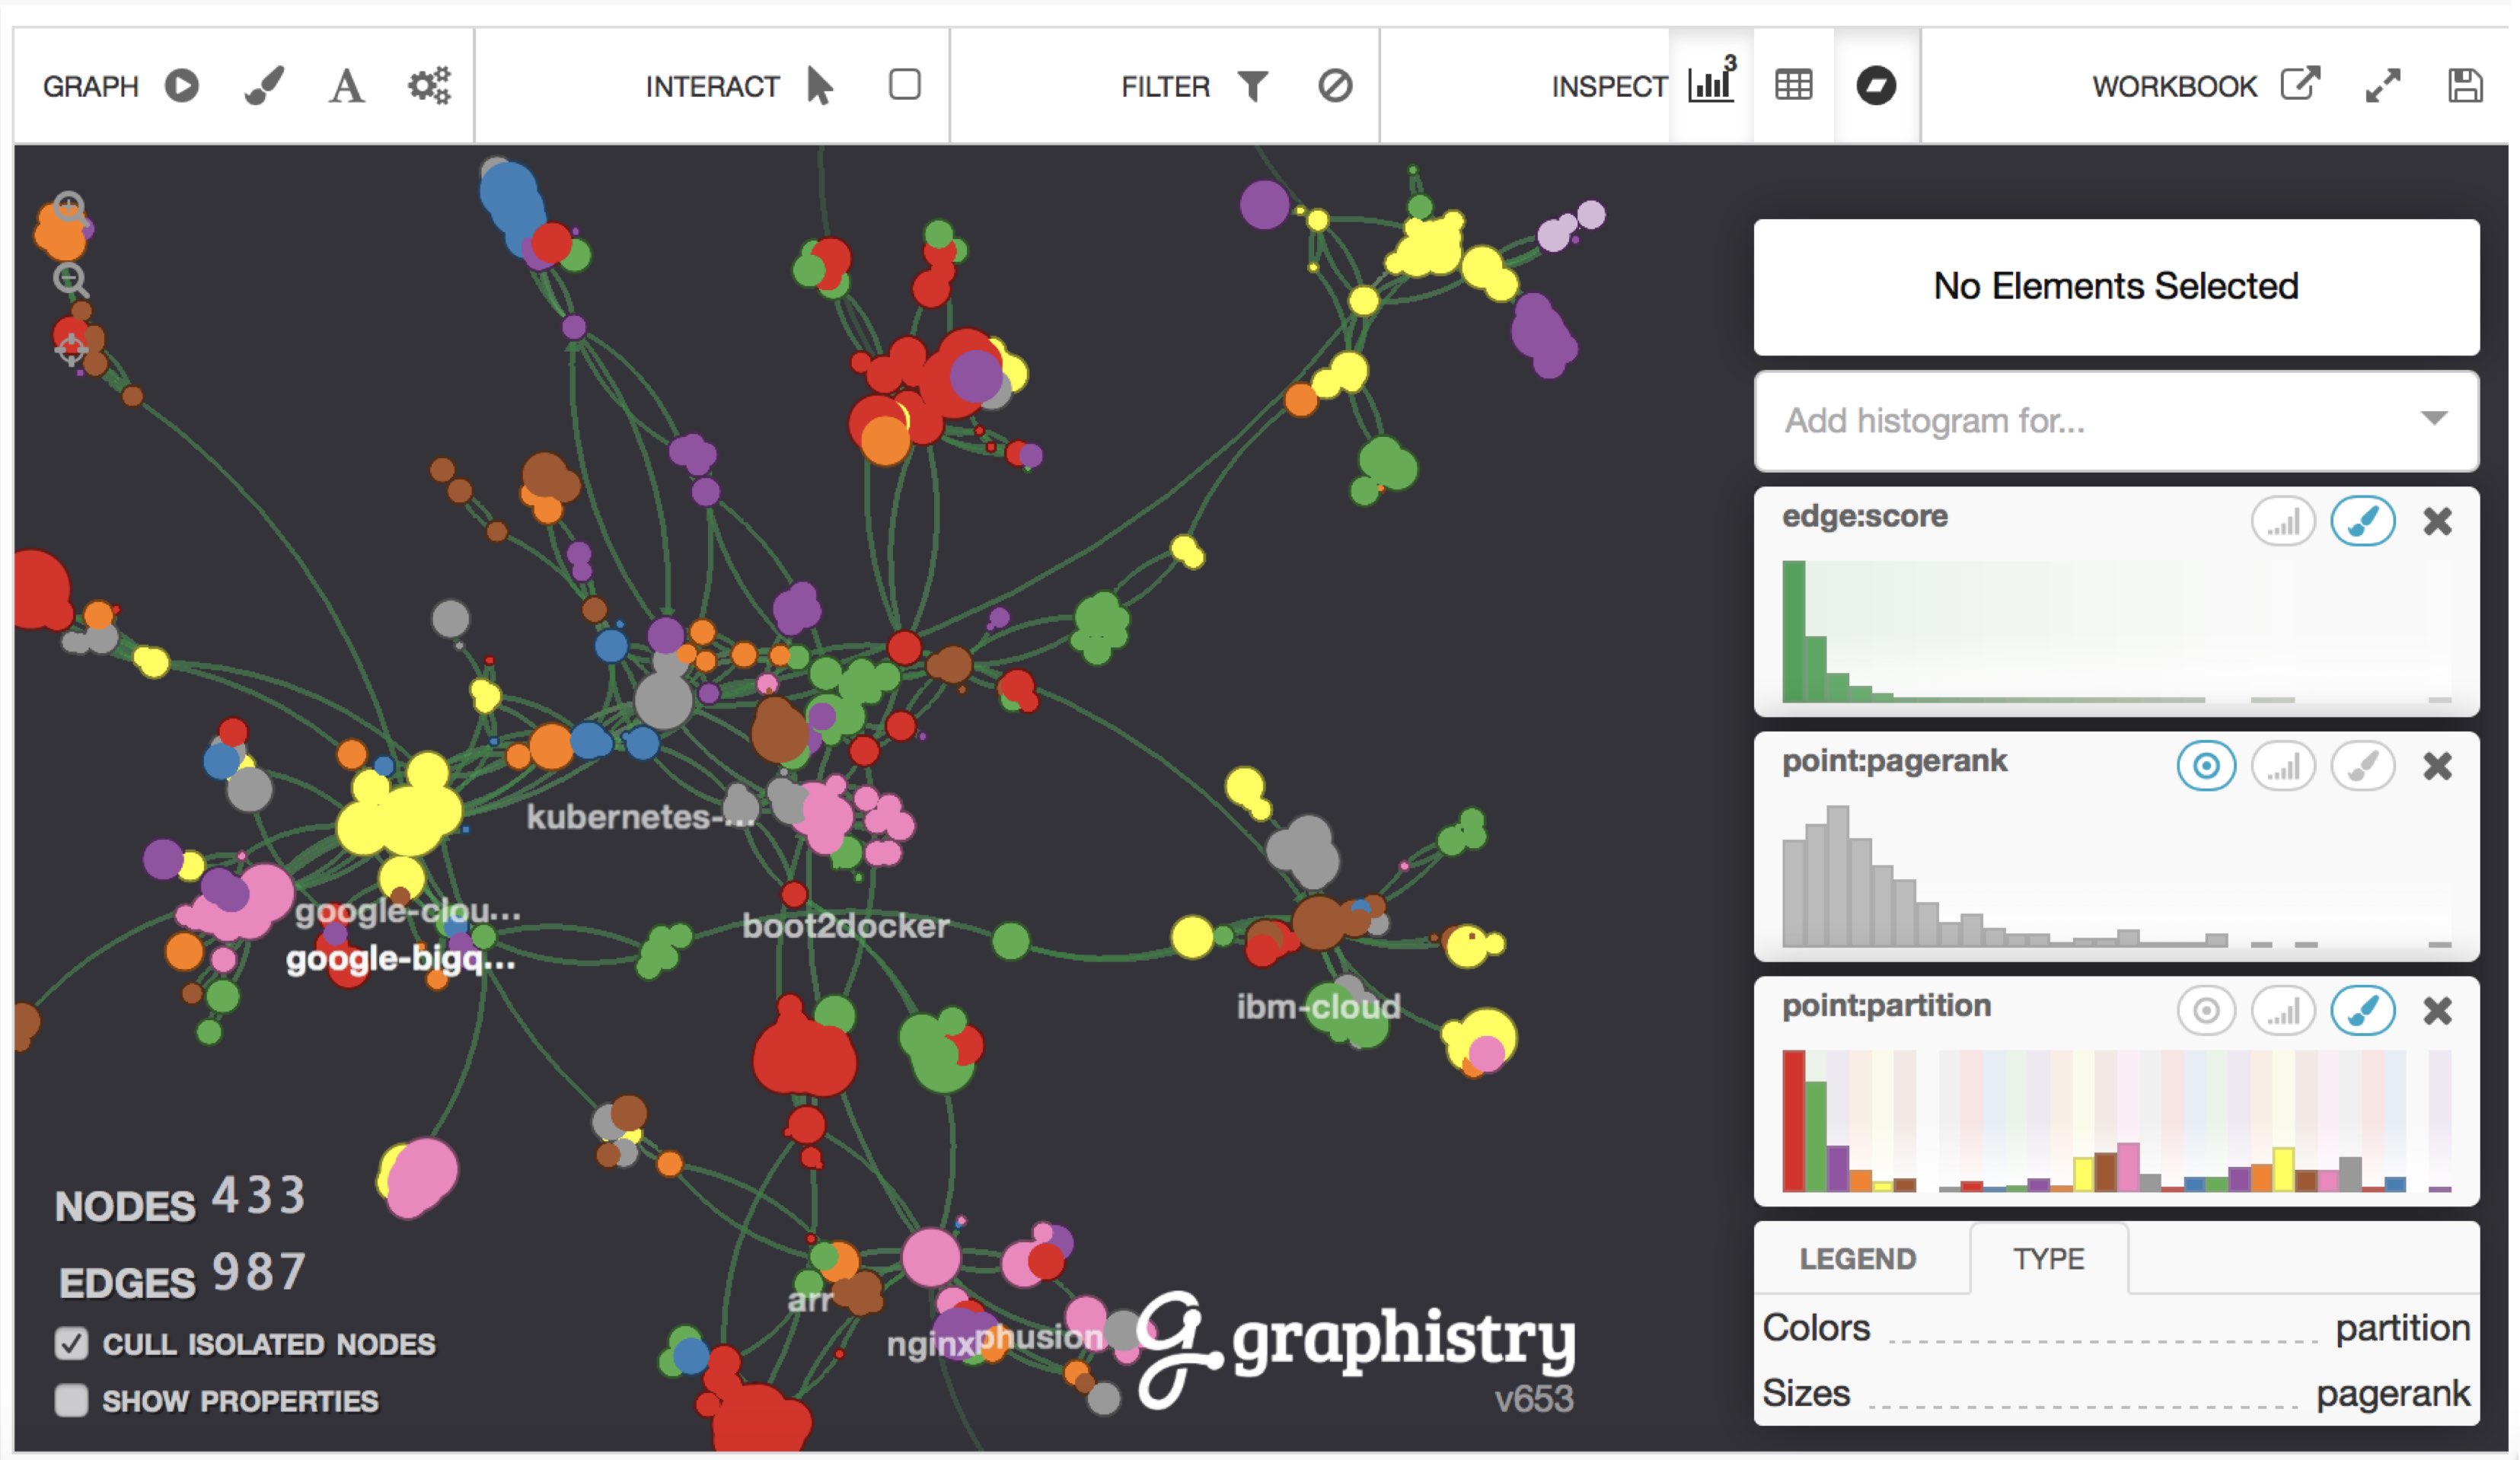 GRAPH
INTERACT
FILTER
INSPECT
3
WORKBOOK
No Elements Selected
Add histogram for...
edge:score
point:pagerank
point:partition
LEGEND TYPE
Colors partition
Sizes pagerank
kubernetes-...
google-clou...
google-bigq...
boot2docker
ibm-cloud
arr
nginx
phusion
NODES 433
EDGES 987
CULL ISOLATED NODES
SHOW PROPERTIES
graphistry
v653